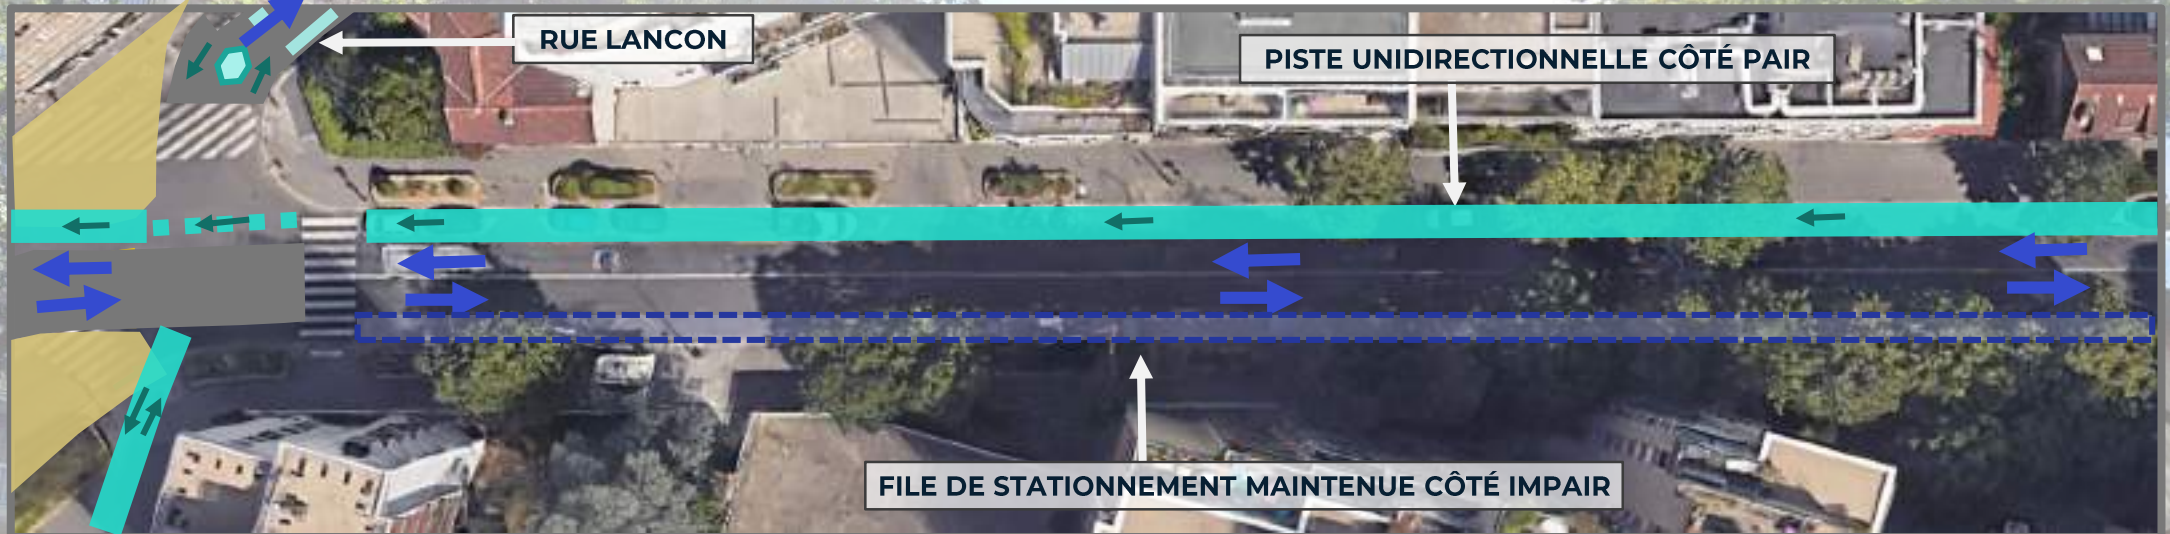 RUE LANCON
PISTE UNIDIRECTIONNELLE CÔTÉ PAIR
FILE DE STATIONNEMENT MAINTENUE CÔTÉ IMPAIR